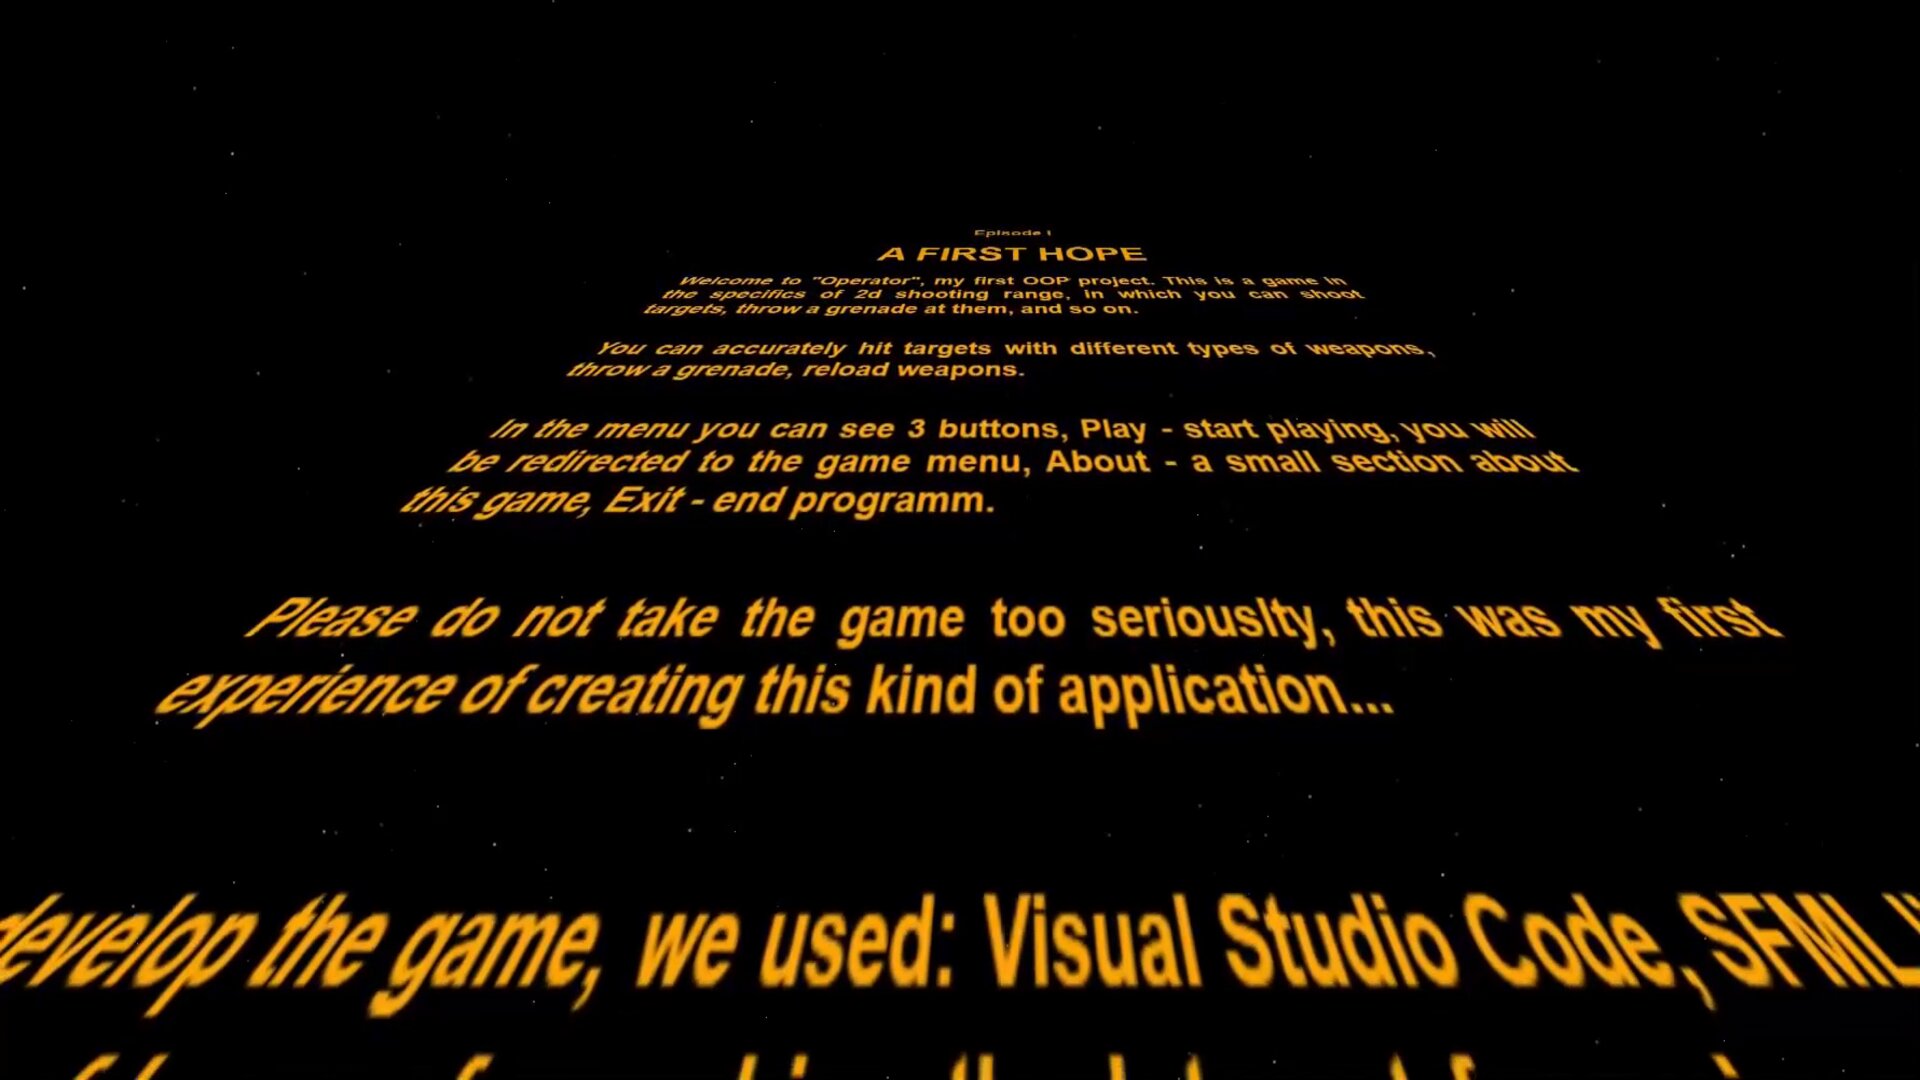 Episode I
A FIRST HOPE
Welcome to "Operator", my first OOP project. This is a game in
the specifics of 2d shooting range, in which you can shoot
targets, throw a grenade at them, and so on.
You can accurately hit targets with different types of weapons,
throw a grenade, reload weapons.
In the menu you can see 3 buttons, Play - start playing, you will
be redirected to the game menu, About - a small section about
this game, Exit - end programm.
Please do not take the game too seriouslty, this was my first
experience of creating this kind of application...
develop the game, we used: Visual Studio Code, SFML